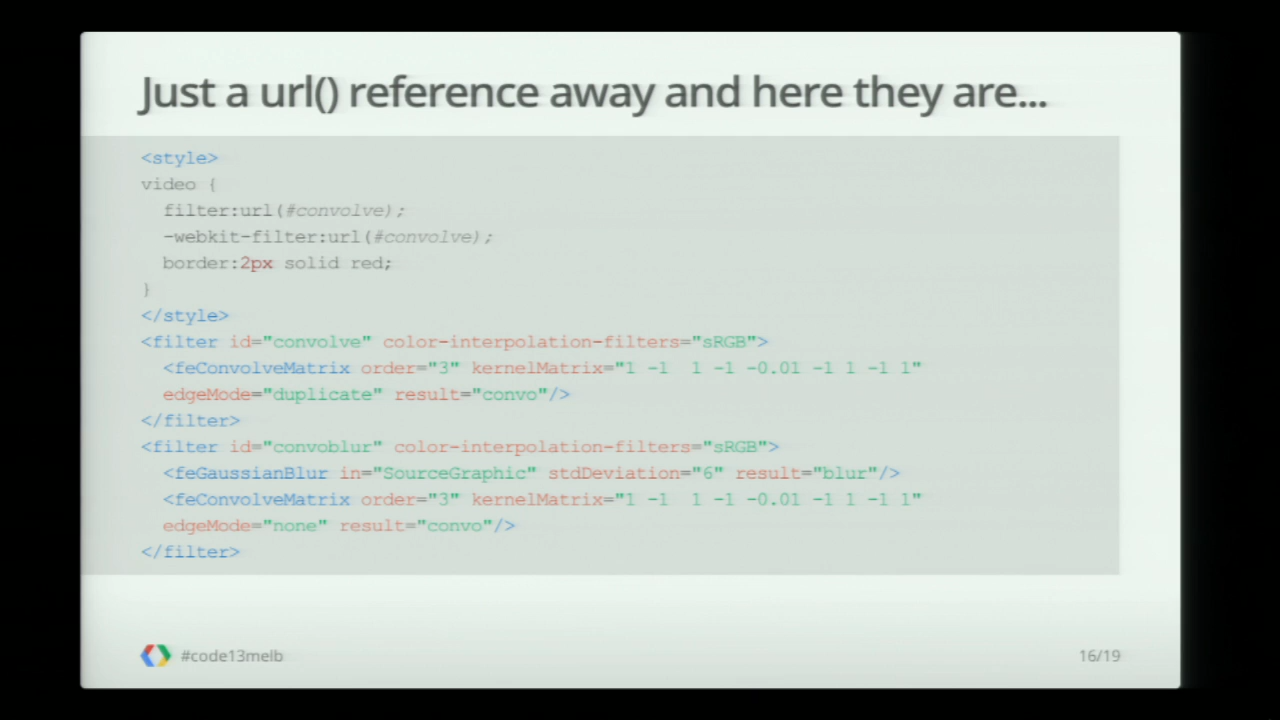 Just a url() reference away and here they are...
<style>
video {
  filter:url(#convolve);
  -webkit-filter:url(#convolve);
  border:2px solid red;
}
</style>
<filter id="convolve" color-interpolation-filters="sRGB">
  <feConvolveMatrix order="3" kernelMatrix="1 -1  1 -1 -0.01 -1 1 -1 1"
  edgeMode="duplicate" result="convo"/>
</filter>
<filter id="convoblur" color-interpolation-filters="sRGB">
  <feGaussianBlur in="SourceGraphic" stdDeviation="6" result="blur"/>
  <feConvolveMatrix order="3" kernelMatrix="1 -1  1 -1 -0.01 -1 1 -1 1"
  edgeMode="none" result="convo"/>
</filter>
#code13melb
16/19